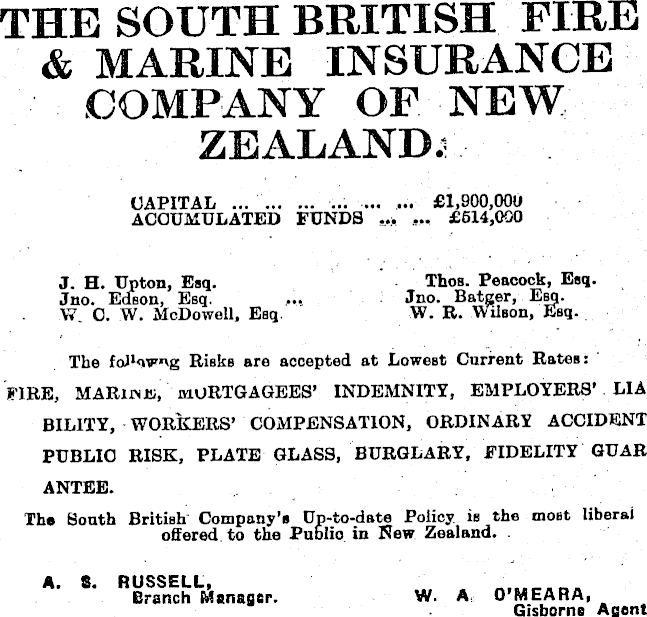 THE SOUTH BRITISH FIRE
& MARINE INSURANCE
COMPANY OF NEW
ZEALAND.
CAPITAL ... ... ... ... ... ... £1,900,000
ACCUMULATED FUNDS ... ... £514,000
J. H. Upton, Esq. Thos. Peacock, Esq.
Jno. Edson, Esq. ... Jno. Batger, Esq.
W. C. W. McDowell, Esq. W. R. Wilson, Esq.
The following Risks are accepted at Lowest Current Rates:
FIRE, MARINE, MORTGAGEES' INDEMNITY, EMPLOYERS' LIA
BILITY, WORKERS' COMPENSATION, ORDINARY ACCIDENT
PUBLIC RISK, PLATE GLASS, BURGLARY, FIDELITY GUAR
ANTEE.
The South British Company's Up-to-date Policy is the most liberal
offered to the Public in New Zealand.
A. S. RUSSELL,
Branch Manager.
W. A. O'MEARA,
Gisborne Agent